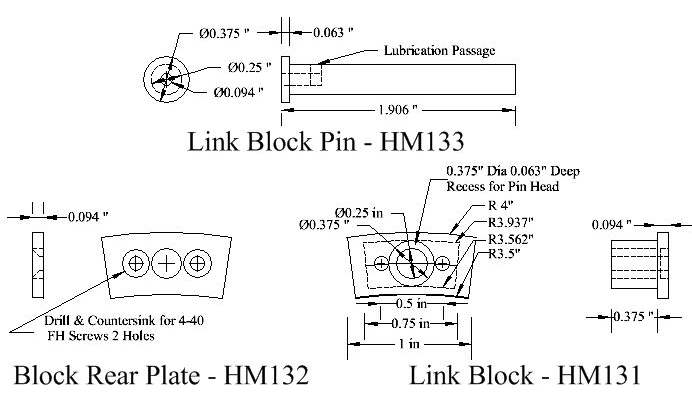 Ø0.375 "
0.063 "
Lubrication Passage
Ø0.25 "
Ø0.094 "
1.906 "
Link Block Pin - HM133
0.375" Dia 0.063" Deep
Recess for Pin Head
0.094 "
Ø0.25 in
R 4"
Ø0.375 "
R3.937"
0.094 "
R3.562"
R3.5"
0.5 in
Drill & Countersink for 4-40
FH Screws 2 Holes
0.375 "
0.75 in
1 in
Block Rear Plate - HM132
Link Block - HM131